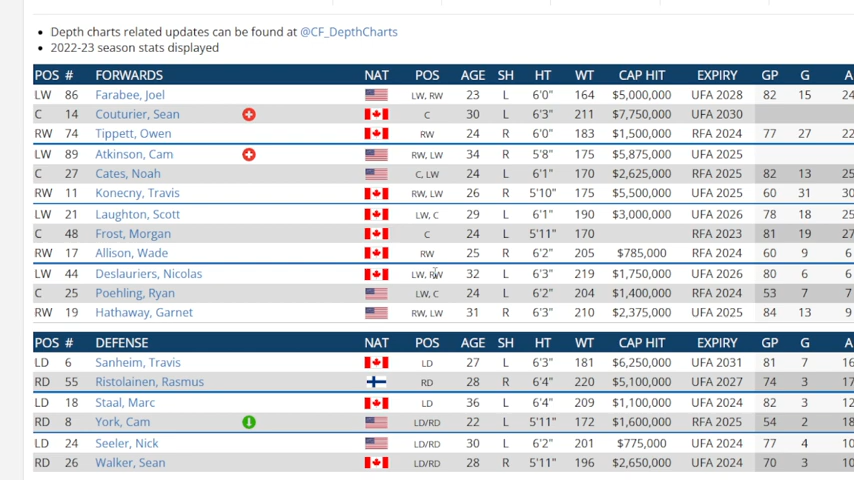 Depth charts related updates can be found at @CF_DepthCharts
2022-23 season stats displayed
POS # FORWARDS NAT POS AGE SH HT WT CAP HIT EXPIRY GP G A
LW 86 Farabee, Joel LW, RW 23 L 6'0" 164 $5,000,000 UFA 2028 82 15 24
C 14 Couturier, Sean C 30 L 6'3" 211 $7,750,000 UFA 2030
RW 74 Tippett, Owen RW 24 R 6'0" 183 $1,500,000 RFA 2024 77 27 22
LW 89 Atkinson, Cam RW, LW 34 R 5'8" 175 $5,875,000 UFA 2025
C 27 Cates, Noah C, LW 24 L 6'1" 170 $2,625,000 RFA 2025 82 13 25
RW 11 Konecny, Travis RW, LW 26 R 5'10" 175 $5,500,000 UFA 2025 60 31 30
LW 21 Laughton, Scott LW, C 29 L 6'1" 190 $3,000,000 UFA 2026 78 18 25
C 48 Frost, Morgan C 24 L 5'11" 170 RFA 2023 81 19 27
RW 17 Allison, Wade RW 25 R 6'2" 205 $785,000 RFA 2024 60 9 6
LW 44 Deslauriers, Nicolas LW, RW 32 L 6'3" 219 $1,750,000 UFA 2026 80 6 6
C 25 Poehling, Ryan LW, C 24 L 6'2" 204 $1,400,000 RFA 2024 53 7 7
RW 19 Hathaway, Garnet RW, LW 31 R 6'3" 210 $2,375,000 UFA 2025 84 13 9
POS # DEFENSE NAT POS AGE SH HT WT CAP HIT EXPIRY GP G A
LD 6 Sanheim, Travis LD 27 L 6'3" 181 $6,250,000 UFA 2031 81 7 16
RD 55 Ristolainen, Rasmus RD 28 R 6'4" 220 $5,100,000 UFA 2027 74 3 17
LD 18 Staal, Marc LD 36 L 6'4" 209 $1,100,000 UFA 2024 82 3 12
RD 8 York, Cam LD/RD 22 L 5'11" 172 $1,600,000 RFA 2025 54 2 18
LD 24 Seeler, Nick LD/RD 30 L 6'2" 201 $775,000 UFA 2024 77 4 10
RD 26 Walker, Sean LD/RD 28 R 5'11" 196 $2,650,000 UFA 2024 70 3 10